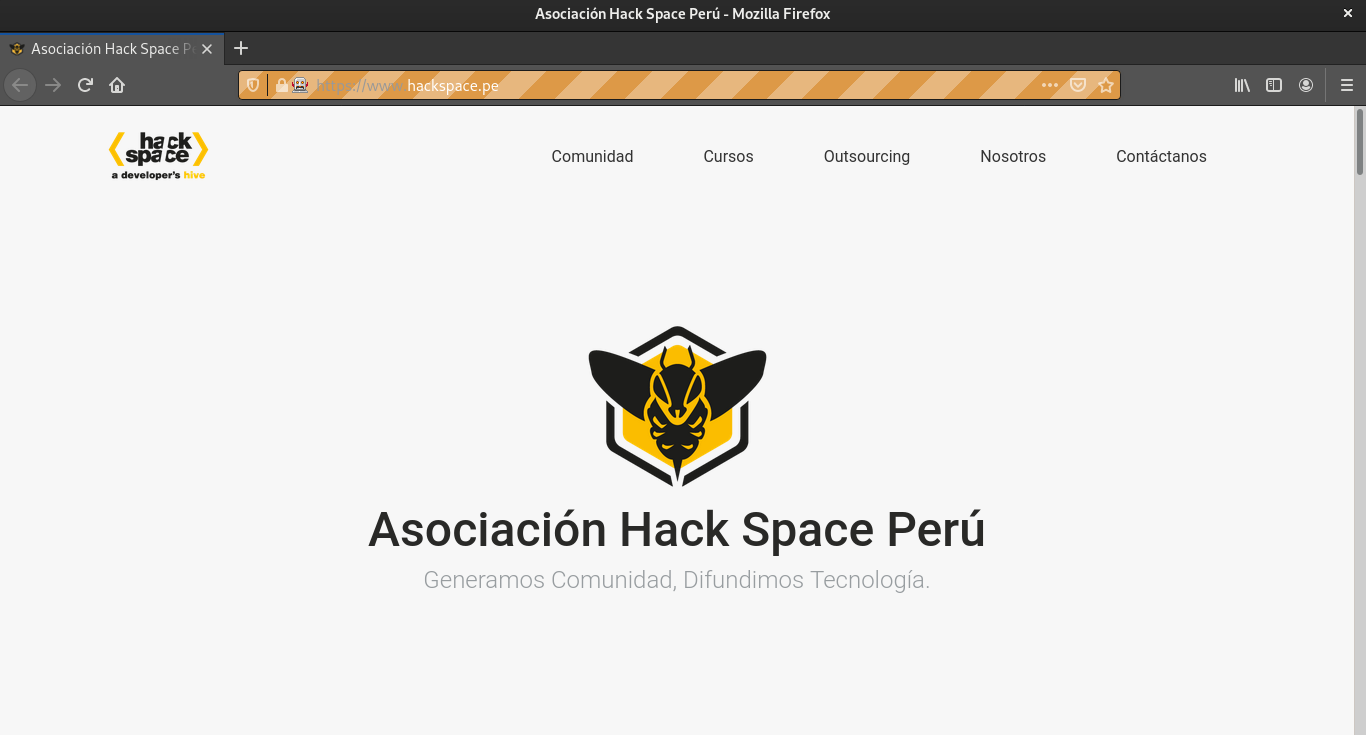 Asociación Hack Space Perú - Mozilla Firefox
Asociación Hack Space Pe
https://www.hackspace.pe
hack
space
a developer's hive
Comunidad Cursos Outsourcing Nosotros Contáctanos
Asociación Hack Space Perú
Generamos Comunidad, Difundimos Tecnología.